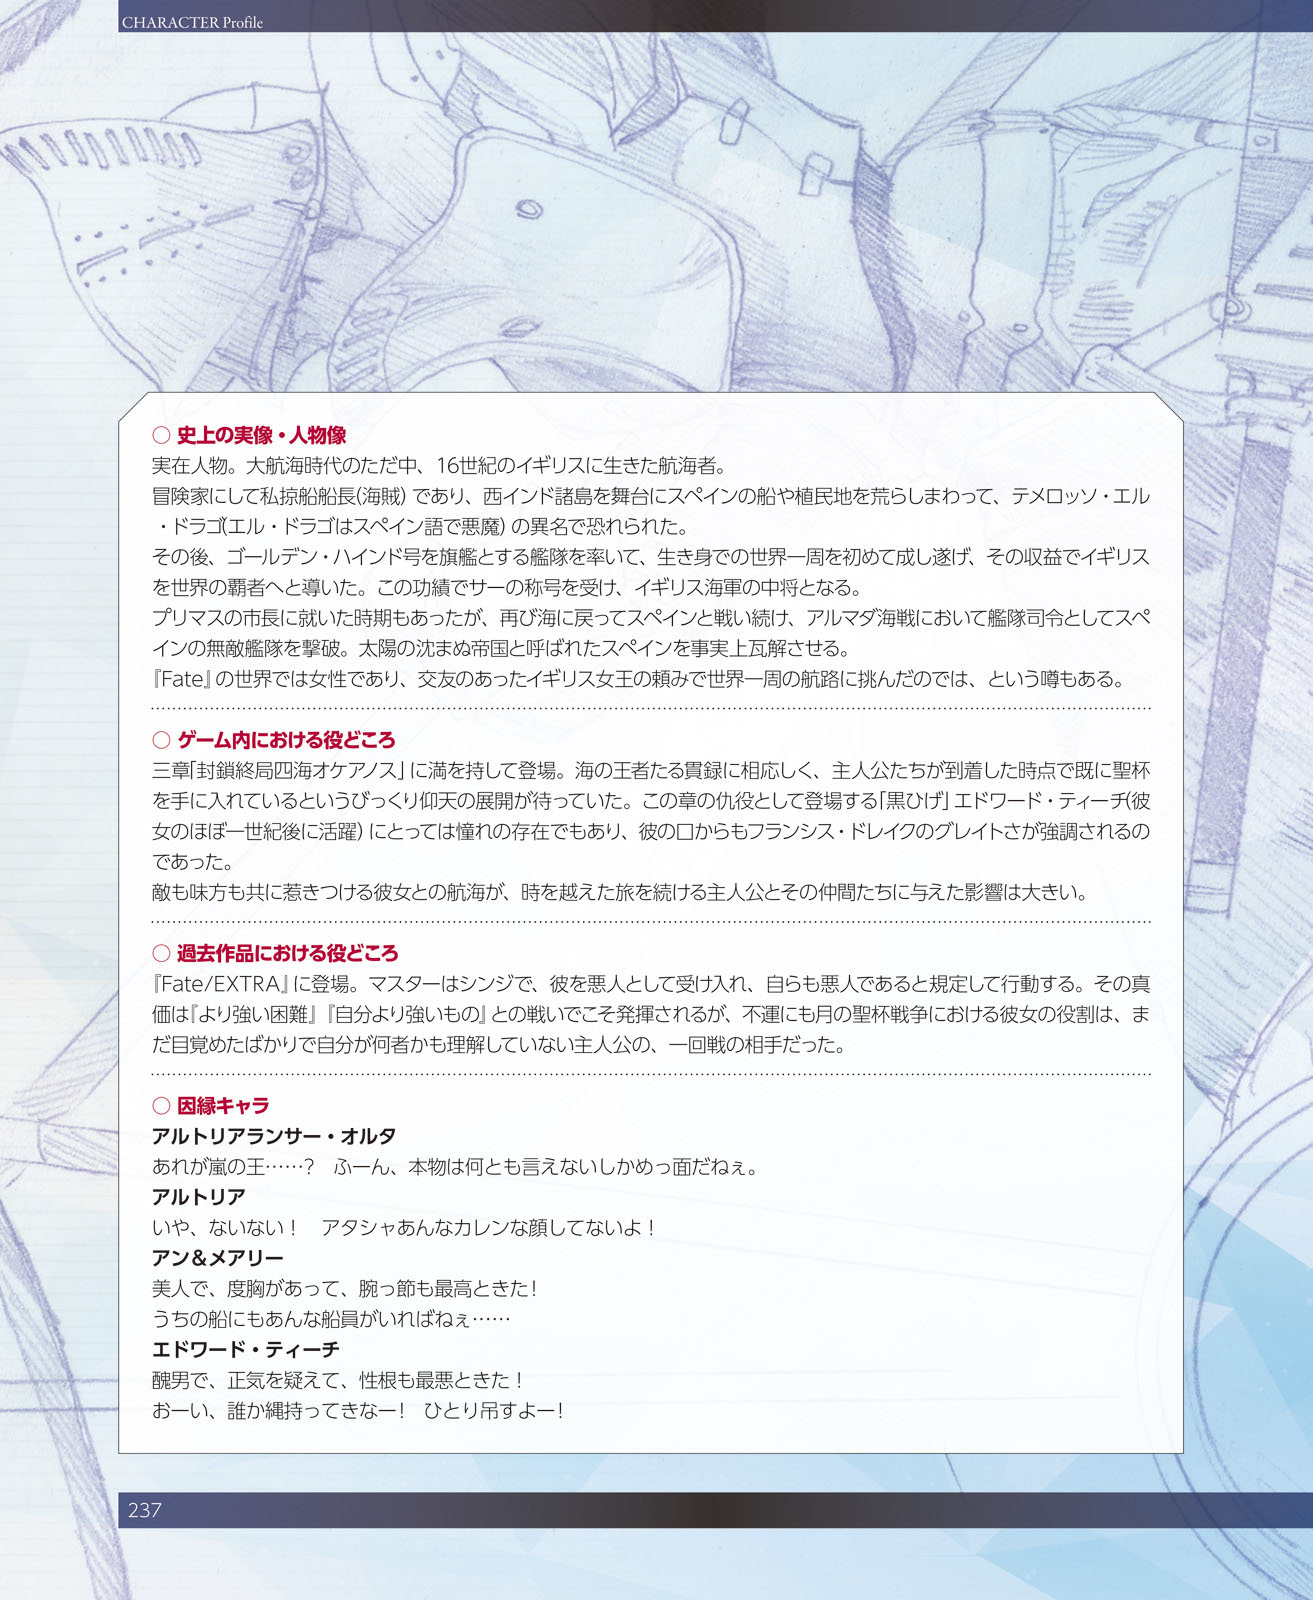 CHARACTER Profile
○ 史上の実像・人物像
実在人物。大航海時代のただ中、16世紀のイギリスに生きた航海者。
冒険家にして私掠船船長(海賊)であり、西インド諸島を舞台にスペインの船や植民地を荒らしまわって、テメロッソ・エル
・ドラゴ(エル・ドラゴはスペイン語で悪魔)の異名で恐れられた。
その後、ゴールデン・ハインド号を旗艦とする艦隊を率いて、生き身での世界一周を初めて成し遂げ、その収益でイギリス
を世界の覇者へと導いた。この功績でサーの称号を受け、イギリス海軍の中将となる。
プリマスの市長に就いた時期もあったが、再び海に戻ってスペインと戦い続け、アルマダ海戦において艦隊司令としてスペ
インの無敵艦隊を撃破。太陽の沈まぬ帝国と呼ばれたスペインを事実上瓦解させる。
『Fate』の世界では女性であり、交友のあったイギリス女王の頼みで世界一周の航路に挑んだのでは、という噂もある。
○ ゲーム内における役どころ
三章「封鎖終局四海オケアノス」に満を持して登場。海の王者たる貫録に相応しく、主人公たちが到着した時点で既に聖杯
を手に入れているというびっくり仰天の展開が待っていた。この章の仇役として登場する「黒ひげ」エドワード・ティーチ(彼
女のほぼ一世紀後に活躍)にとっては憧れの存在でもあり、彼の口からもフランシス・ドレイクのグレイトさが強調されるの
であった。
敵も味方も共に惹きつける彼女との航海が、時を越えた旅を続ける主人公とその仲間たちに与えた影響は大きい。
○ 過去作品における役どころ
『Fate/EXTRA』に登場。マスターはシンジで、彼を悪人として受け入れ、自らも悪人であると規定して行動する。その真
価は『より強い困難』『自分より強いもの』との戦いでこそ発揮されるが、不運にも月の聖杯戦争における彼女の役割は、ま
だ目覚めたばかりで自分が何者かも理解していない主人公の、一回戦の相手だった。
○ 因縁キャラ
アルトリアランサー・オルタ
あれが嵐の王……?　ふーん、本物は何とも言えないしかめっ面だねぇ。
アルトリア
いや、ないない！　アタシャあんなカレンな顔してないよ！
アン＆メアリー
美人で、度胸があって、腕っ節も最高ときた！
うちの船にもあんな船員がいればねぇ……
エドワード・ティーチ
醜男で、正気を疑えて、性根も最悪ときた！
おーい、誰か縄持ってきなー！　ひとり吊すよー！
237